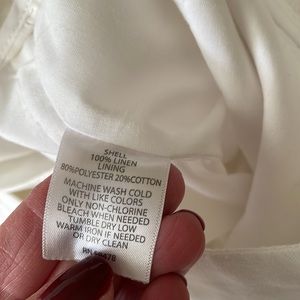 SHELL
100% LINEN
LINING
80%POLYESTER 20%COTTON
MACHINE WASH COLD
WITH LIKE COLORS
ONLY NON-CHLORINE
BLEACH WHEN NEEDED
TUMBLE DRY LOW
WARM IRON IF NEEDED
OR DRY CLEAN